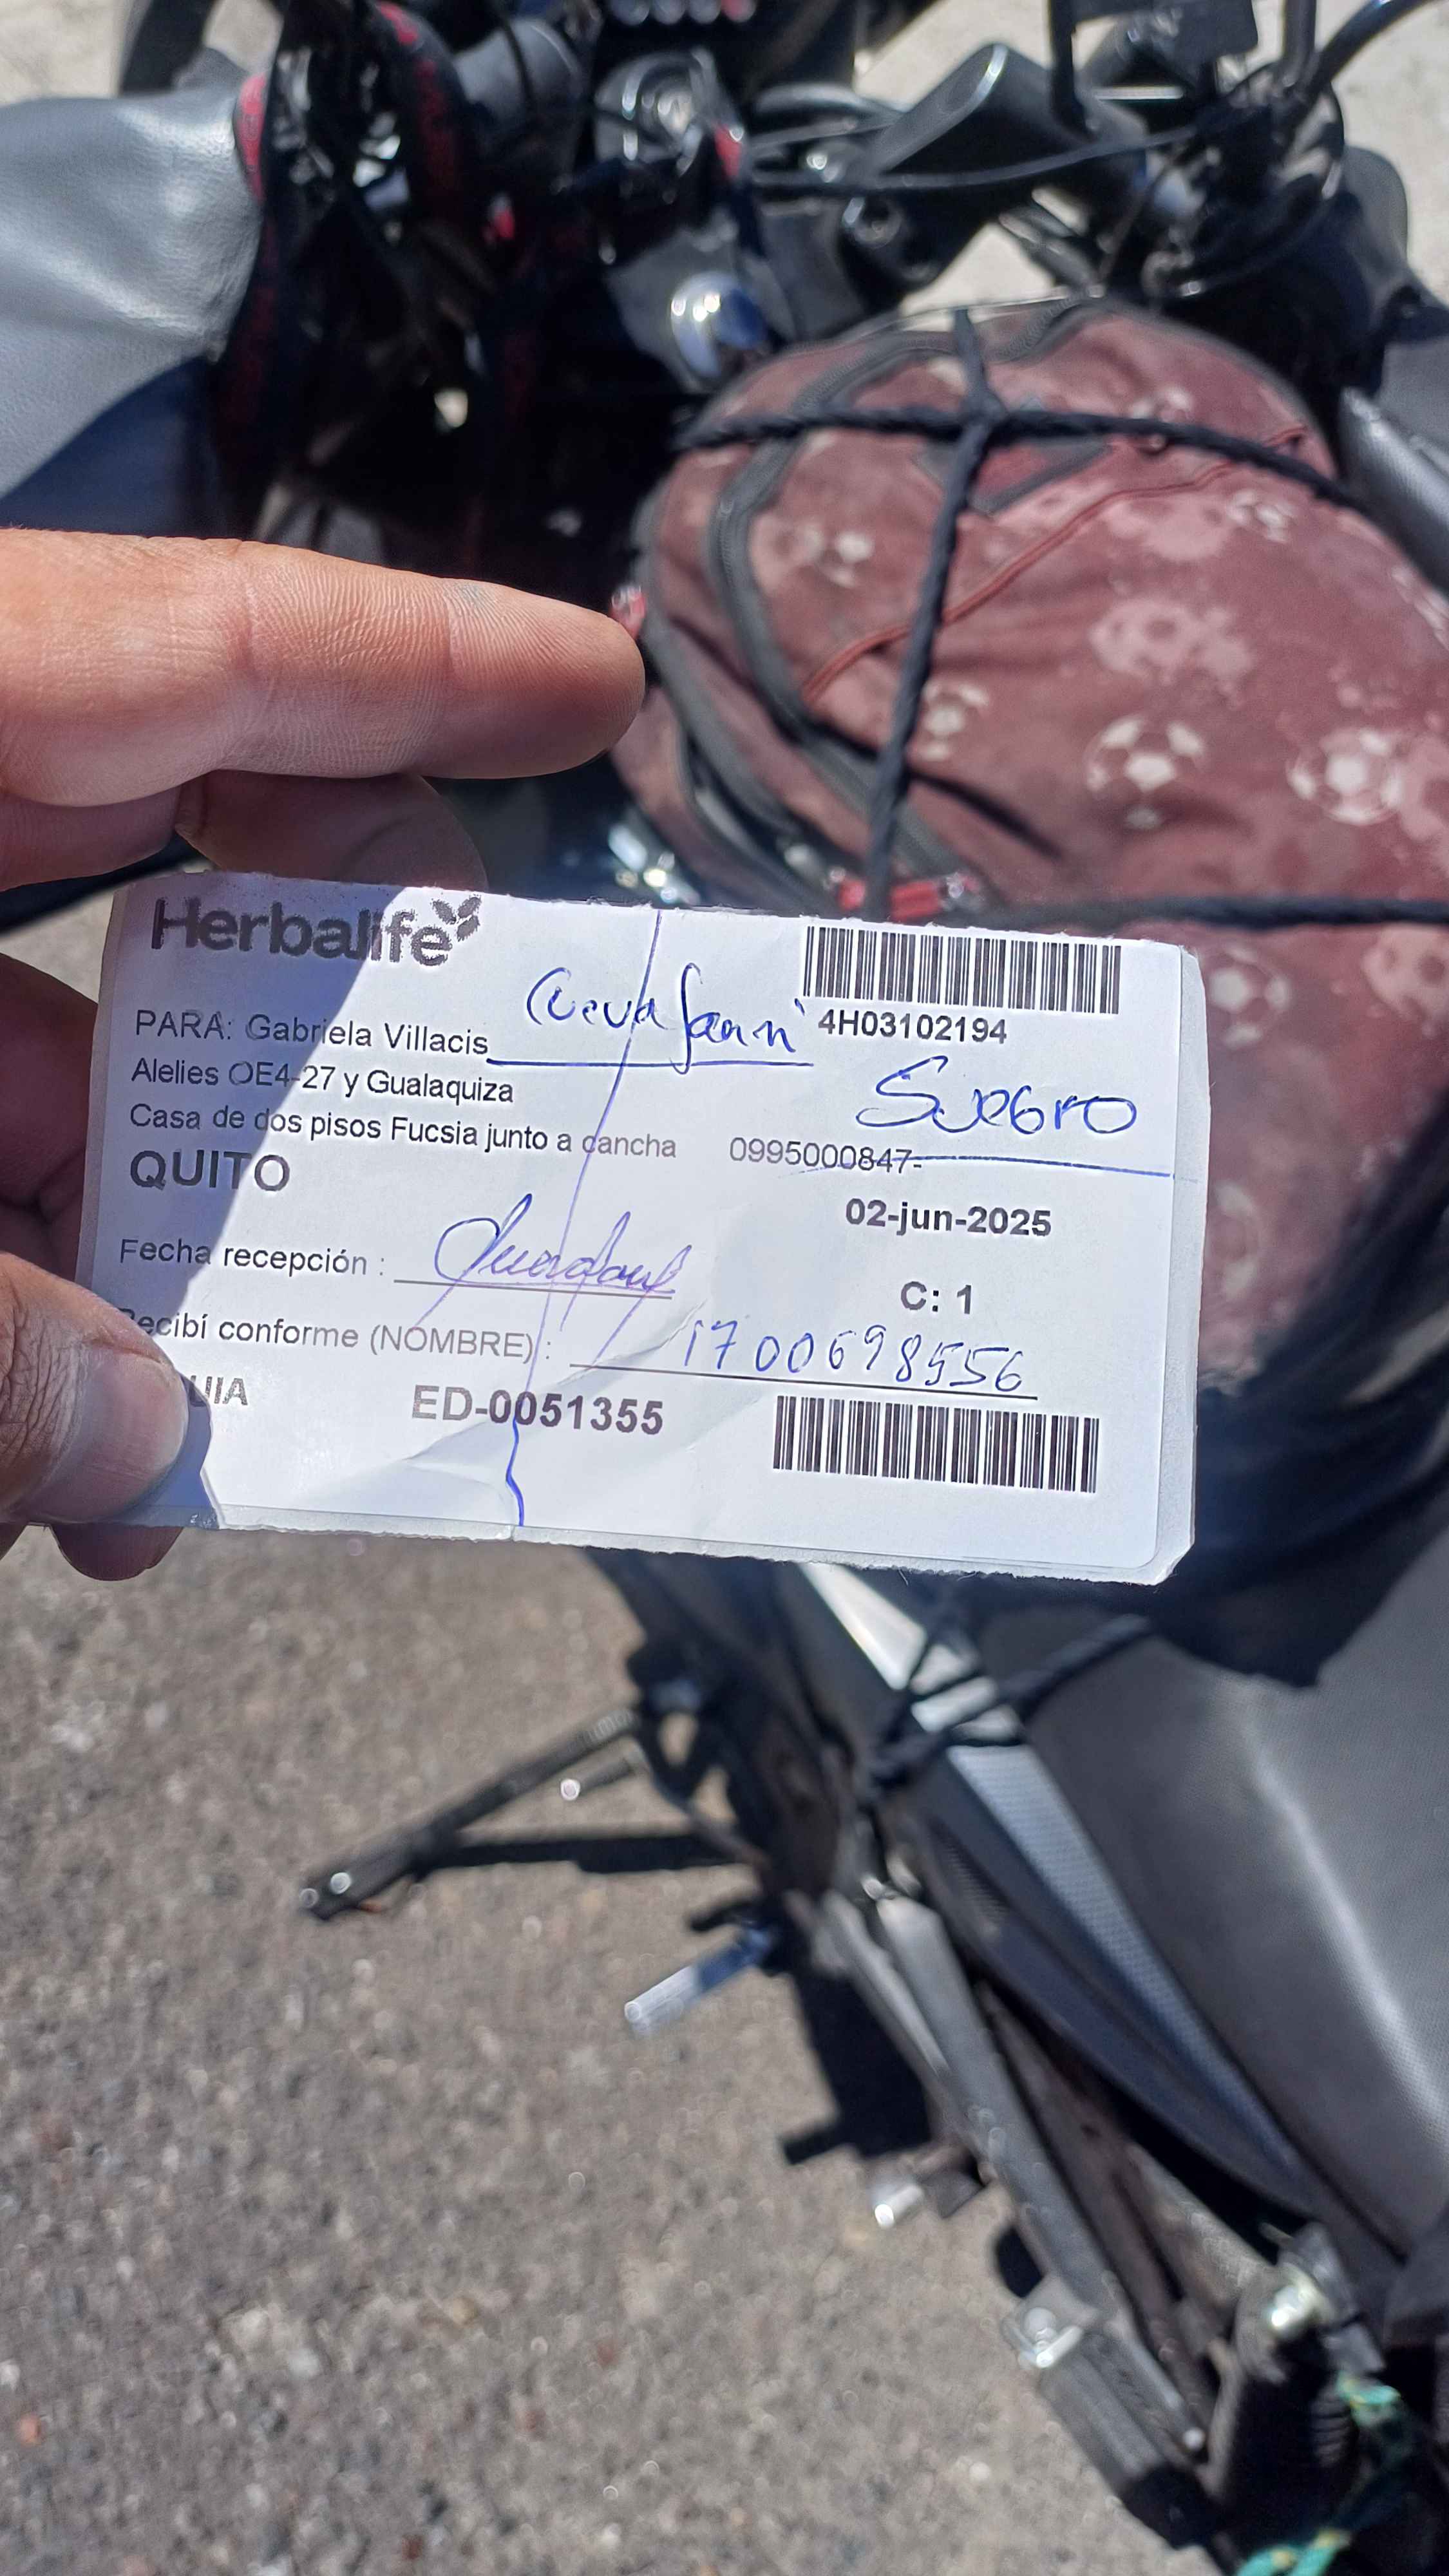 Herbalife
4H03102194
PARA: Gabriela Villacis
Suegro
Alelies OE4-27 y Gualaquiza
Casa de dos pisos Fucsia junto a cancha 0995000847-
QUITO
02-jun-2025
Fecha recepción :
C: 1
Recibí conforme (NOMBRE) : 1700698556
UIA ED-0051355